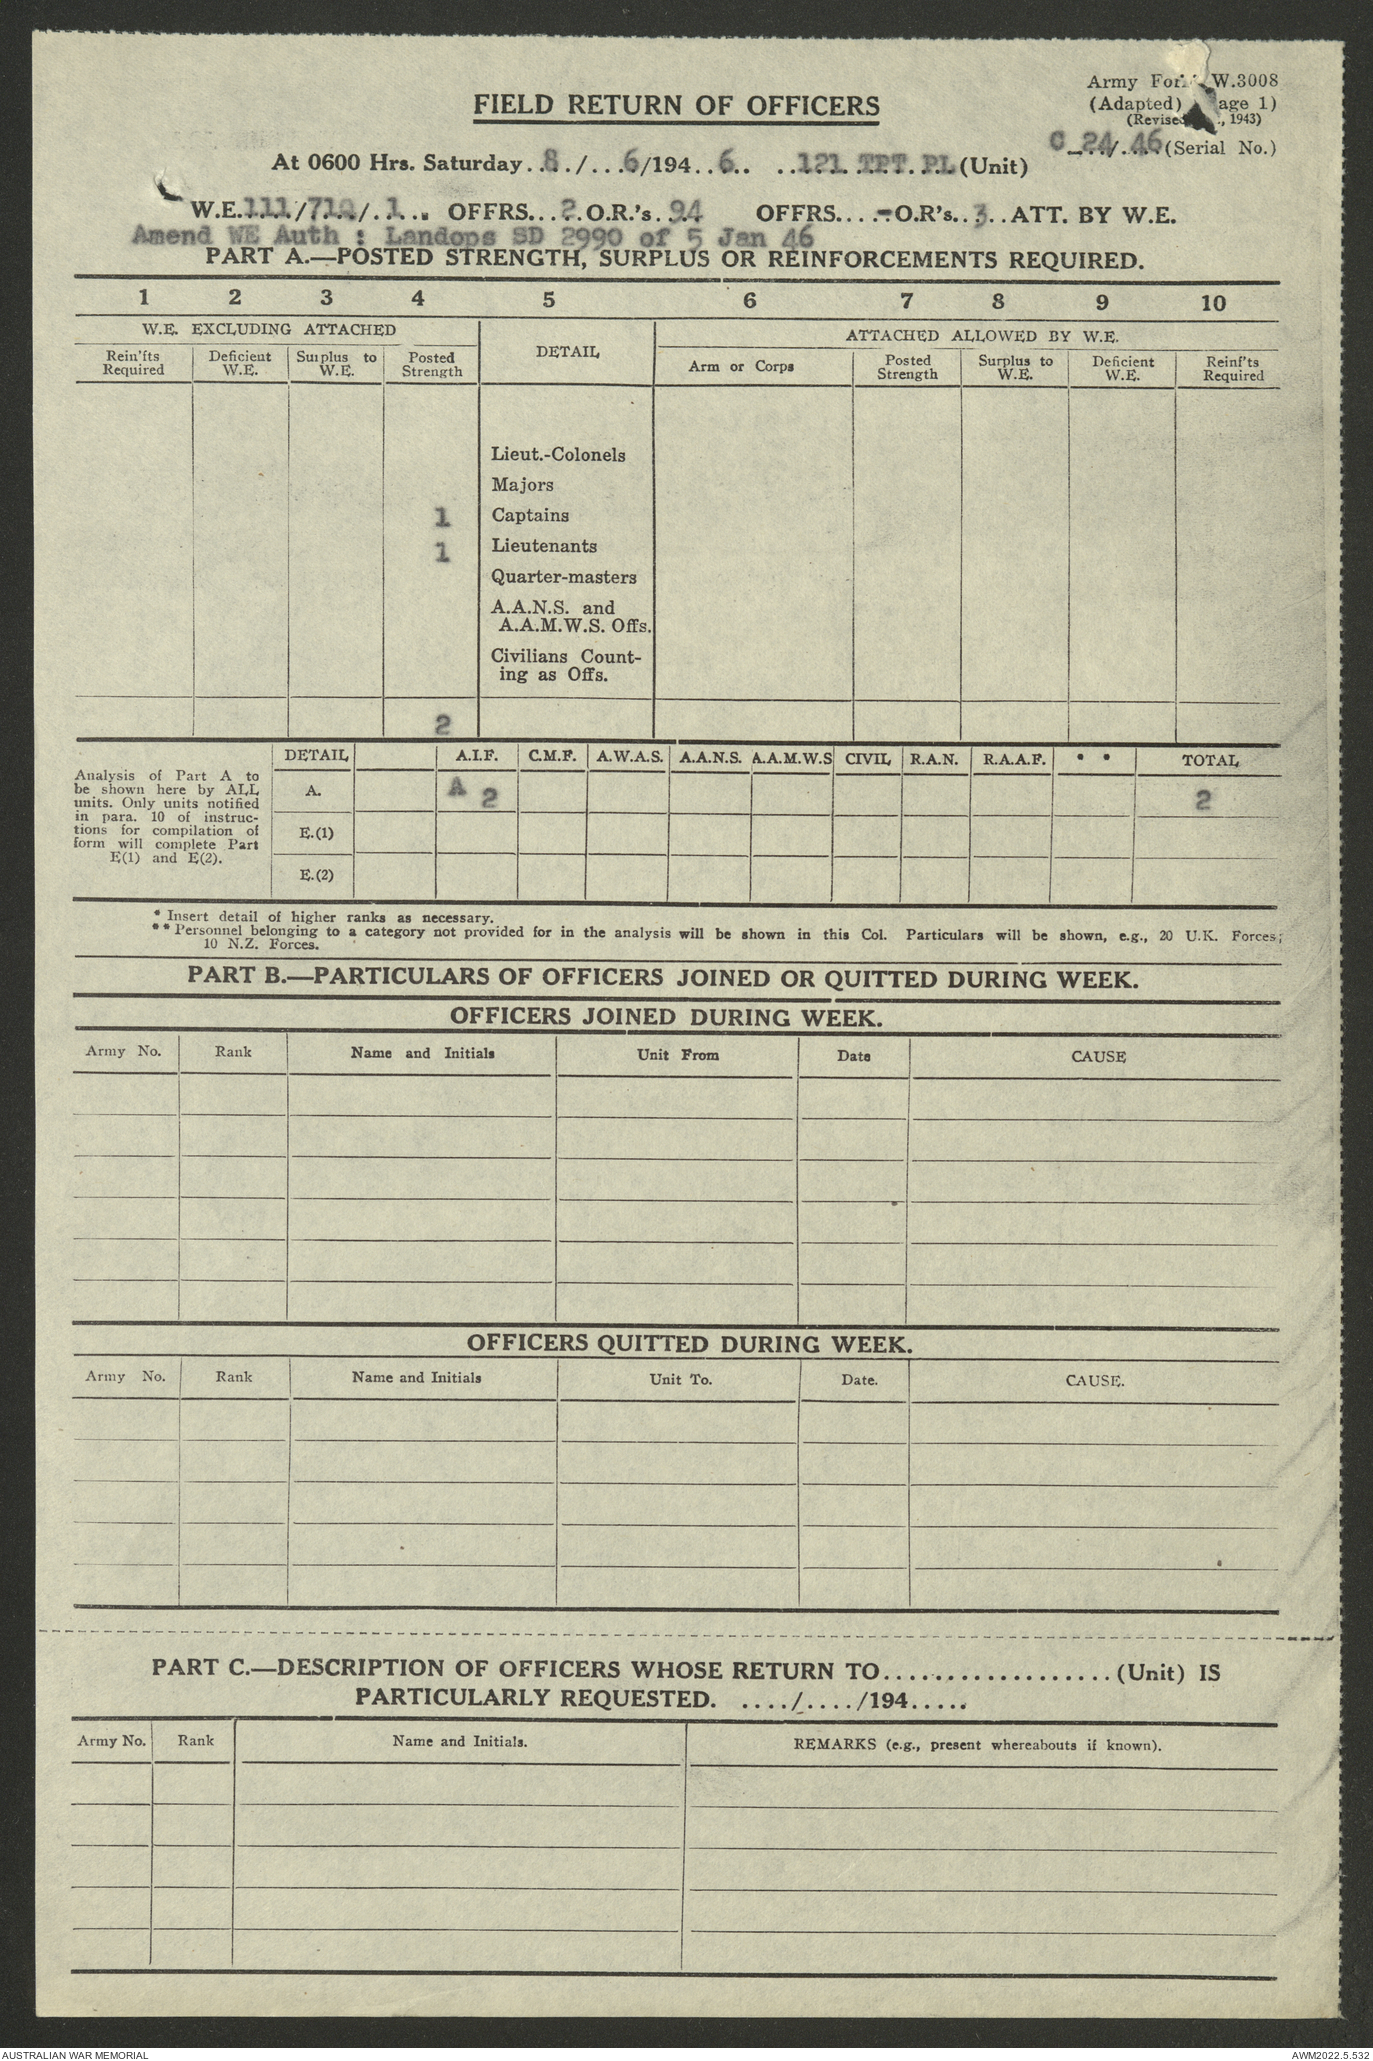 Army For W.3008
FIELD RETURN OF OFFICERS
(Adapted) age 1)
(Revised ., 1943)
C 24/46 (Serial No.)
At 0600 Hrs. Saturday..8../...6/194..6.. ..121 TPT. PL (Unit)
W.E. 111/710/.1... OFFRS...2.O.R.'s.94 OFFRS....-O.R's..3..ATT. BY W.E.
Amend WE Auth : Landops SD 2990 of 5 Jan 46
PART A.—POSTED STRENGTH, SURPLUS OR REINFORCEMENTS REQUIRED.
1 2 3 4 5 6 7 8 9 10
W.E. EXCLUDING ATTACHED
DETAIL
ATTACHED ALLOWED BY W.E.
Rein'fts Required
Deficient W.E.
Surplus to W.E.
Posted Strength
Arm or Corps
Posted Strength
Surplus to W.E.
Deficient W.E.
Reinf'ts Required
Lieut.-Colonels
Majors
1 Captains
1 Lieutenants
Quarter-masters
A.A.N.S. and
A.A.M.W.S. Offs.
Civilians Count-
ing as Offs.
2
DETAIL A.I.F. C.M.F. A.W.A.S. A.A.N.S. A.A.M.W.S CIVIL R.A.N. R.A.A.F. * * TOTAL
Analysis of Part A to
be shown here by ALL
units. Only units notified
in para. 10 of instruc-
tions for compilation of
form will complete Part
E(1) and E(2).
A. A 2 2
E.(1)
E.(2)
* Insert detail of higher ranks as necessary.
** Personnel belonging to a category not provided for in the analysis will be shown in this Col. Particulars will be shown, e.g., 20 U.K. Forces;
10 N.Z. Forces.
PART B.—PARTICULARS OF OFFICERS JOINED OR QUITTED DURING WEEK.
OFFICERS JOINED DURING WEEK.
Army No. Rank Name and Initials Unit From Date CAUSE
OFFICERS QUITTED DURING WEEK.
Army No. Rank Name and Initials Unit To. Date. CAUSE.
PART C.—DESCRIPTION OF OFFICERS WHOSE RETURN TO...................(Unit) IS
PARTICULARLY REQUESTED. ..../..../194.....
Army No. Rank Name and Initials. REMARKS (e.g., present whereabouts if known).
AUSTRALIAN WAR MEMORIAL
AWM2022.5.532